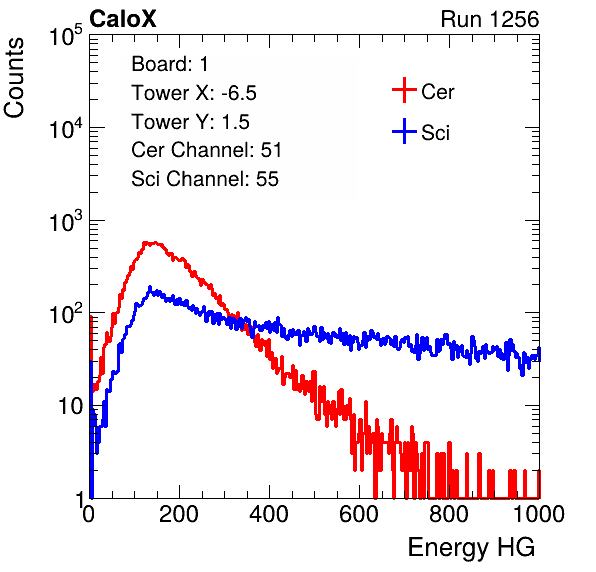 CaloX Run 1256
Counts
Board: 1
Tower X: -6.5
Tower Y: 1.5
Cer Channel: 51
Sci Channel: 55
Cer
Sci
10^5
10^4
10^3
10^2
10
1
0 200 400 600 800 1000
Energy HG